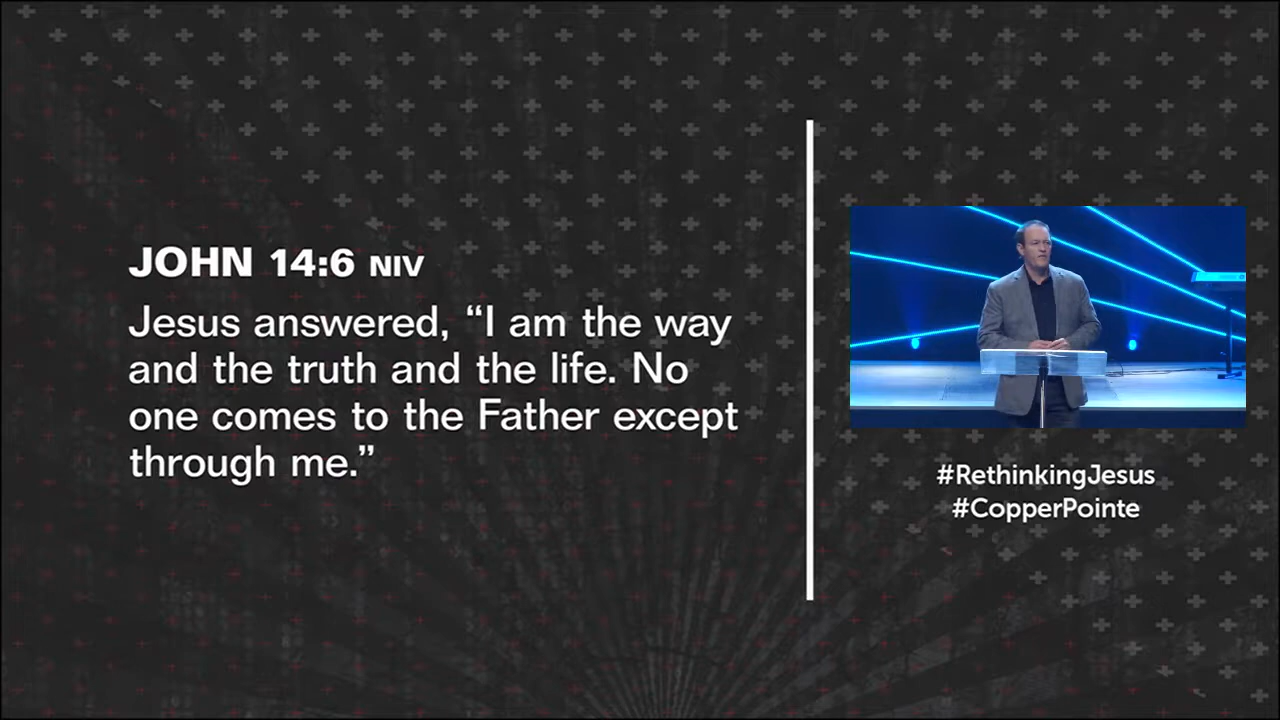 JOHN 14:6 NIV
Jesus answered, “I am the way
and the truth and the life. No
one comes to the Father except
through me.”
#RethinkingJesus
#CopperPointe